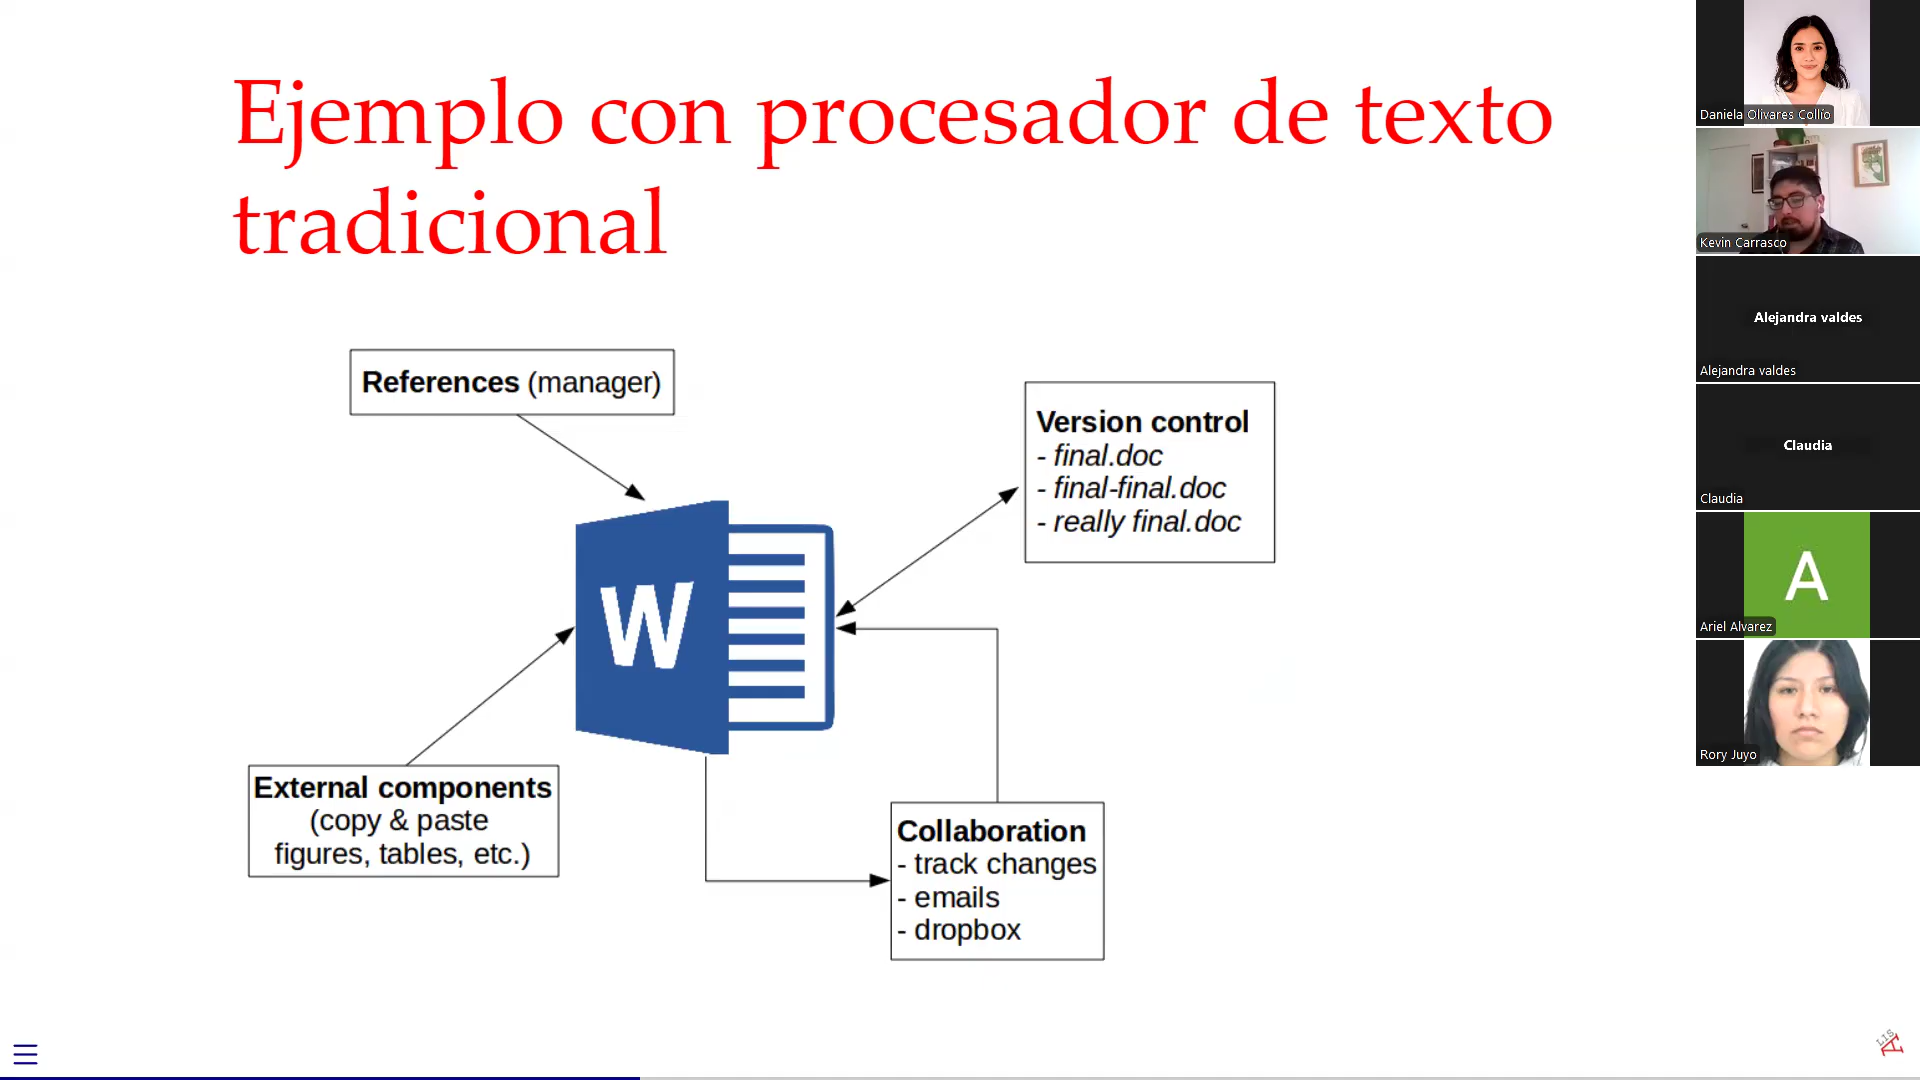 Ejemplo con procesador de texto
tradicional
References (manager)
Version control
- final.doc
- final-final.doc
- really final.doc
W
External components
(copy & paste
figures, tables, etc.)
Collaboration
- track changes
- emails
- dropbox
Daniela Olivares Collío
Kevin Carrasco
Alejandra valdes
Alejandra valdes
Claudia
Claudia
A
Ariel Alvarez
Rory Juyo
LISA